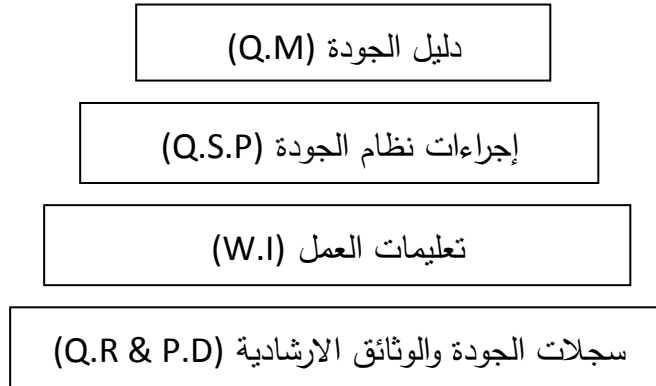 دليل الجودة (Q.M)
إجراءات نظام الجودة (Q.S.P)
تعليمات العمل (W.I)
سجلات الجودة والوثائق الارشادية (Q.R & P.D)